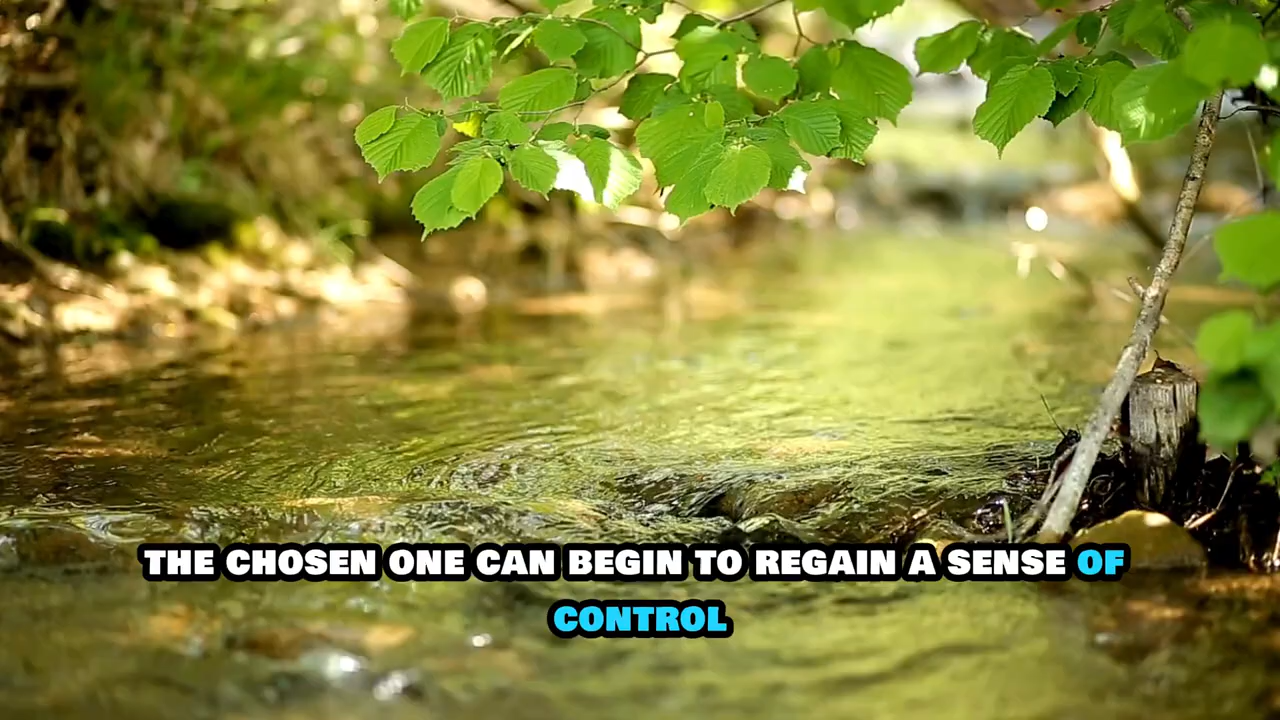 THE CHOSEN ONE CAN BEGIN TO REGAIN A SENSE OF
CONTROL